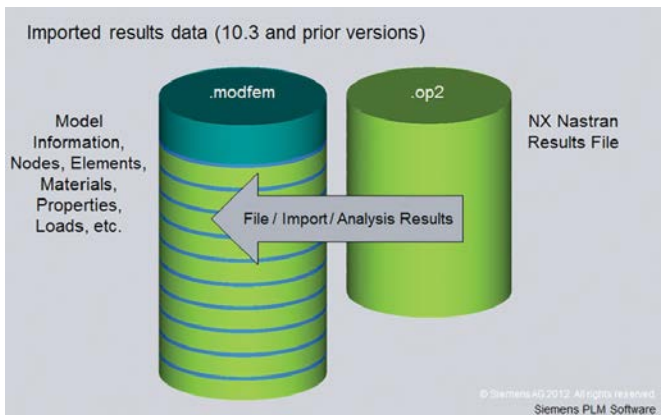 Imported results data (10.3 and prior versions)
.modfem
.op2
Model
Information,
Nodes, Elements,
Materials,
Properties,
Loads, etc.
NX Nastran
Results File
File / Import / Analysis Results
© Siemens AG 2012. All rights reserved.
Siemens PLM Software